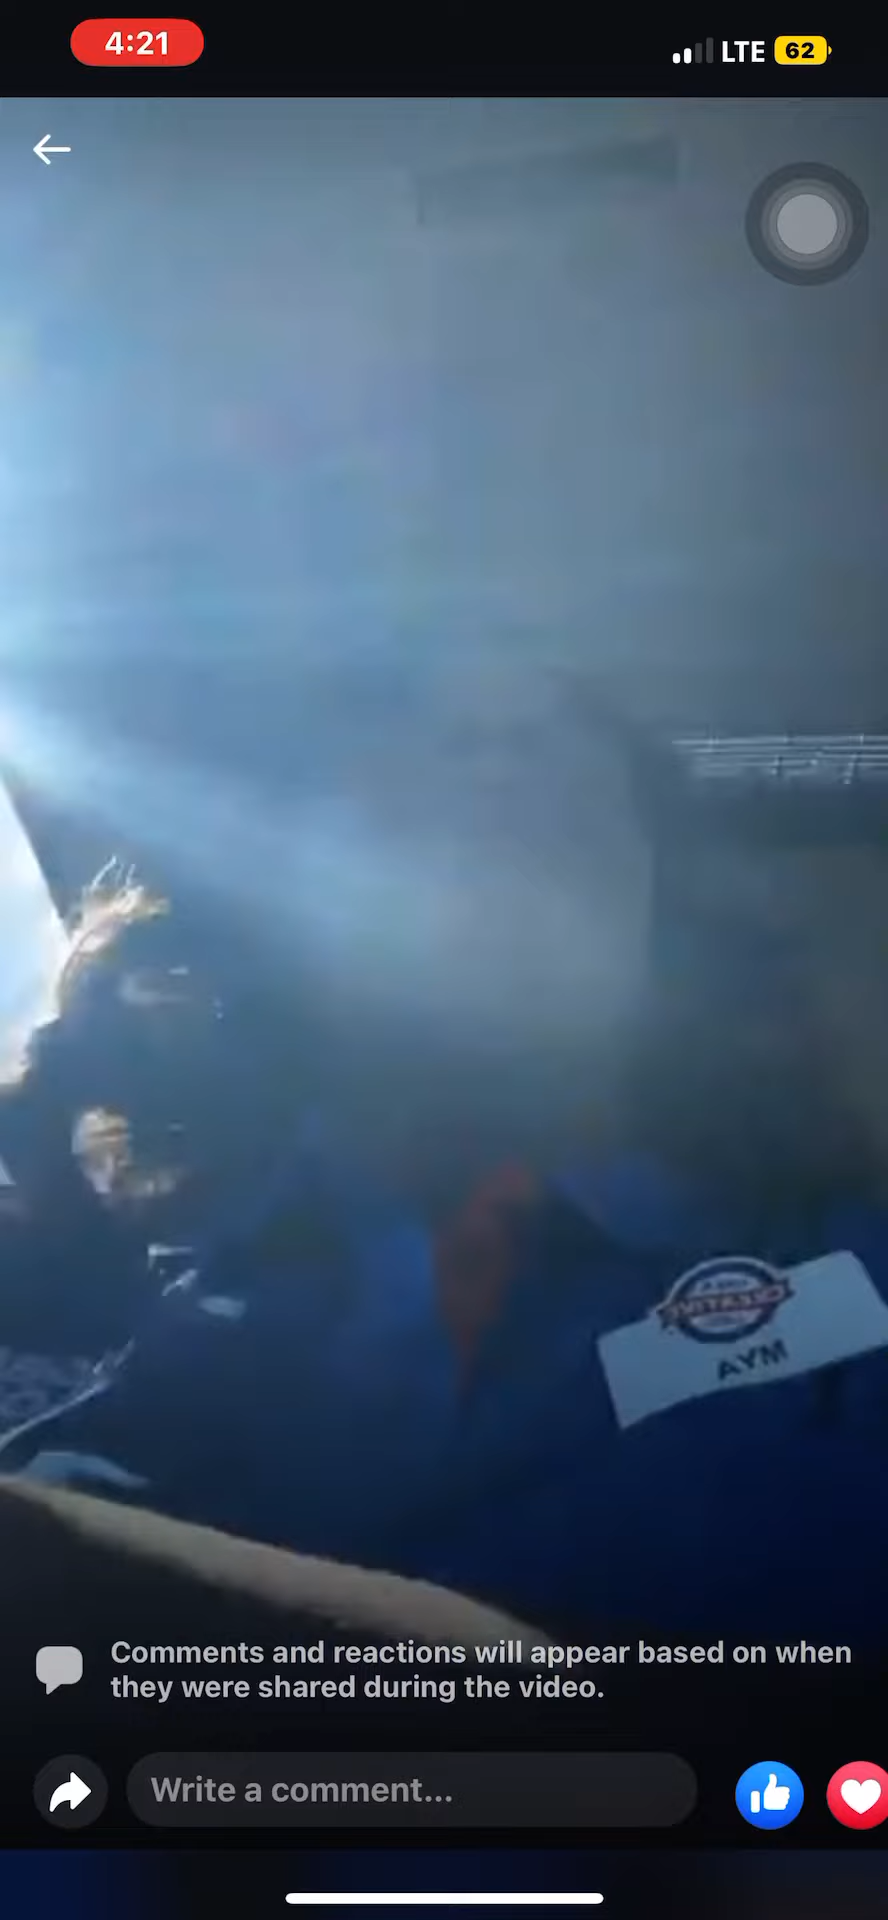 4:21
LTE 62
AYM
Comments and reactions will appear based on when
they were shared during the video.
Write a comment...